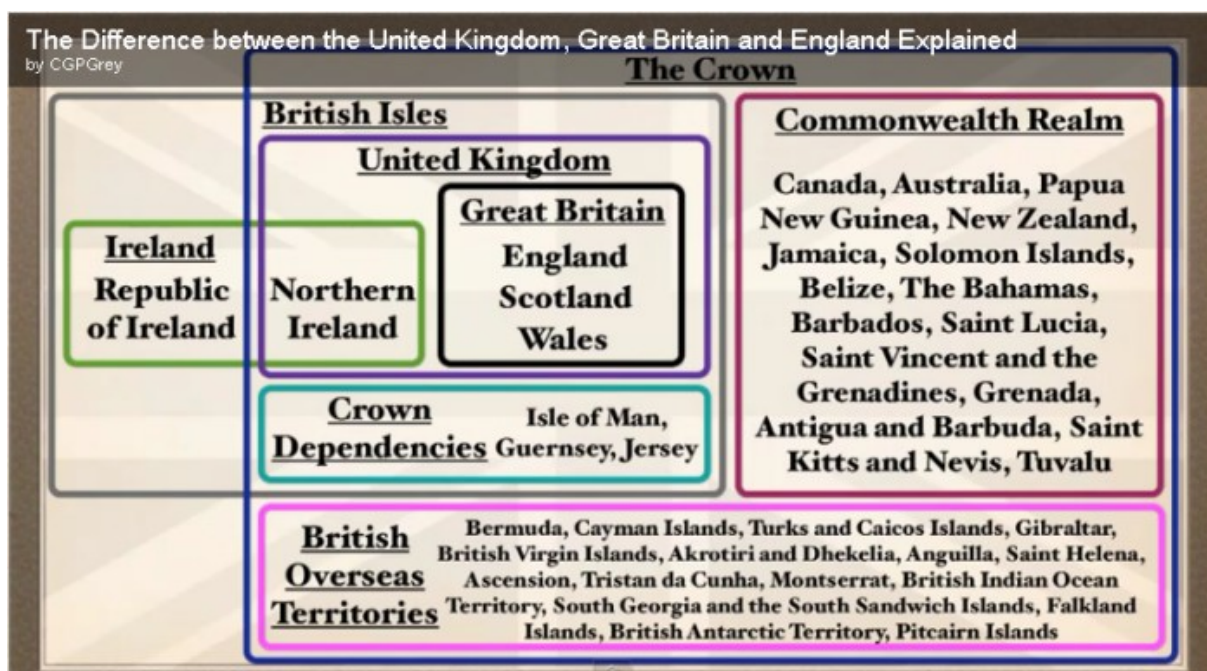 The Difference between the United Kingdom, Great Britain and England Explained
by CGPGrey
The Crown
British Isles
United Kingdom
Great Britain
England
Scotland
Wales
Ireland
Republic
of Ireland
Northern
Ireland
Crown
Dependencies
Isle of Man,
Guernsey, Jersey
Commonwealth Realm
Canada, Australia, Papua
New Guinea, New Zealand,
Jamaica, Solomon Islands,
Belize, The Bahamas,
Barbados, Saint Lucia,
Saint Vincent and the
Grenadines, Grenada,
Antigua and Barbuda, Saint
Kitts and Nevis, Tuvalu
British
Overseas
Territories
Bermuda, Cayman Islands, Turks and Caicos Islands, Gibraltar,
British Virgin Islands, Akrotiri and Dhekelia, Anguilla, Saint Helena,
Ascension, Tristan da Cunha, Montserrat, British Indian Ocean
Territory, South Georgia and the South Sandwich Islands, Falkland
Islands, British Antarctic Territory, Pitcairn Islands